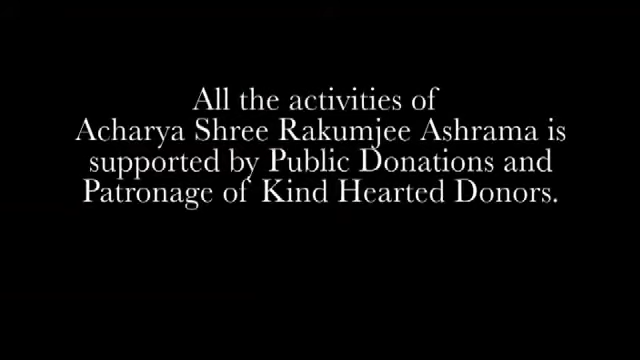 All the activities of
Acharya Shree Rakumjee Ashrama is
supported by Public Donations and
Patronage of Kind Hearted Donors.